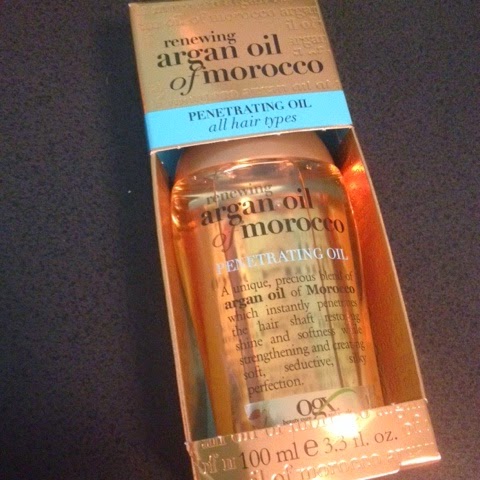 renewing
argan oil
of morocco
PENETRATING OIL
all hair types
renewing
argan oil
of morocco
PENETRATING OIL
A unique, precious blend of
argan oil of Morocco
which instantly penetrates
the hair shaft restoring
shine and softness while
strengthening and creating
soft, seductive, silky
perfection.
ogx
100 ml e 3.3 fl. oz.
of morocco